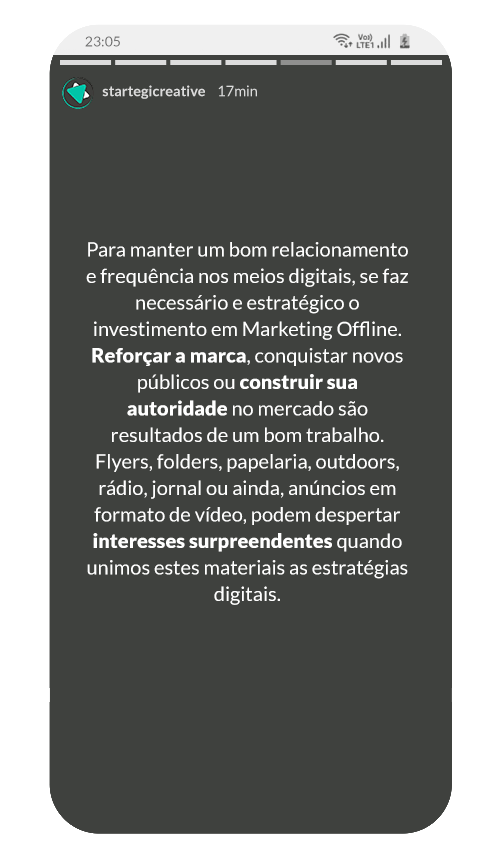 23:05
Vo))
LTE1
startegicreative 17min
Para manter um bom relacionamento
e frequência nos meios digitais, se faz
necessário e estratégico o
investimento em Marketing Offline.
Reforçar a marca, conquistar novos
públicos ou construir sua
autoridade no mercado são
resultados de um bom trabalho.
Flyers, folders, papelaria, outdoors,
rádio, jornal ou ainda, anúncios em
formato de vídeo, podem despertar
interesses surpreendentes quando
unimos estes materiais as estratégias
digitais.